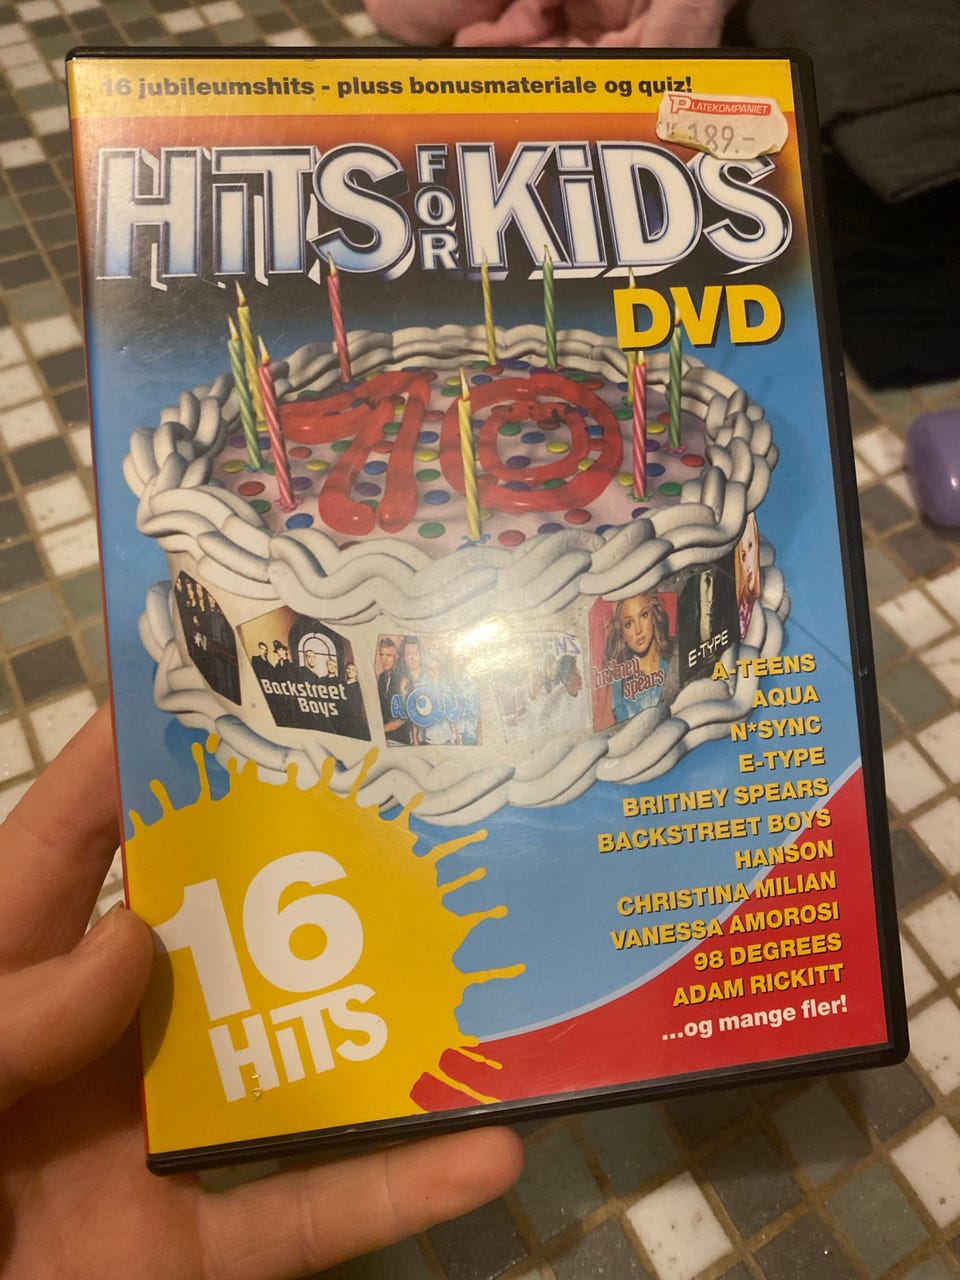 16 jubileumshits - pluss bonusmateriale og quiz!
PLATEKOMPANIET
189.-
HiTS FOR KiDS
DVD
10
Backstreet
Boys
AQUA
britney
spears
E-TYPE
A-TEENS
AQUA
N*SYNC
E-TYPE
BRITNEY SPEARS
BACKSTREET BOYS
HANSON
CHRISTINA MILIAN
VANESSA AMOROSI
98 DEGREES
ADAM RICKITT
...og mange fler!
16
HiTS